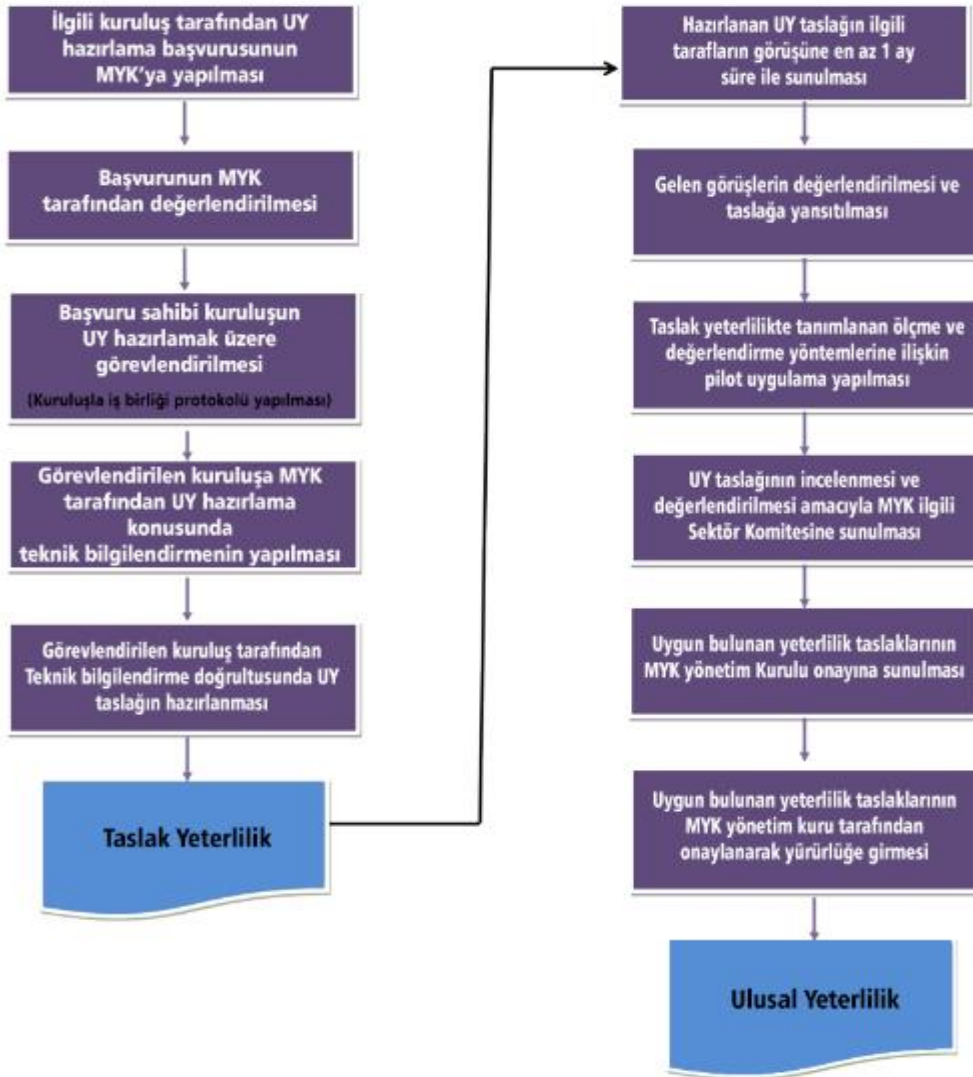 İlgili kuruluş tarafından UY
hazırlama başvurusunun
MYK'ya yapılması
Başvurunun MYK
tarafından değerlendirilmesi
Başvuru sahibi kuruluşun
UY hazırlamak üzere
görevlendirilmesi
(Kuruluşla iş birliği protokolü yapılması)
Görevlendirilen kuruluşa MYK
tarafından UY hazırlama
konusunda
teknik bilgilendirmenin yapılması
Görevlendirilen kuruluş tarafından
Teknik bilgilendirme doğrultusunda UY
taslağın hazırlanması
Taslak Yeterlilik
Hazırlanan UY taslağın ilgili
tarafların görüşüne en az 1 ay
süre ile sunulması
Gelen görüşlerin değerlendirilmesi ve
taslağa yansıtılması
Taslak yeterlilikte tanımlanan ölçme ve
değerlendirme yöntemlerine ilişkin
pilot uygulama yapılması
UY taslağının incelenmesi ve
değerlendirilmesi amacıyla MYK ilgili
Sektör Komitesine sunulması
Uygun bulunan yeterlilik taslaklarının
MYK yönetim Kurulu onayına sunulması
Uygun bulunan yeterlilik taslaklarının
MYK yönetim kuru tarafından
onaylanarak yürürlüğe girmesi
Ulusal Yeterlilik